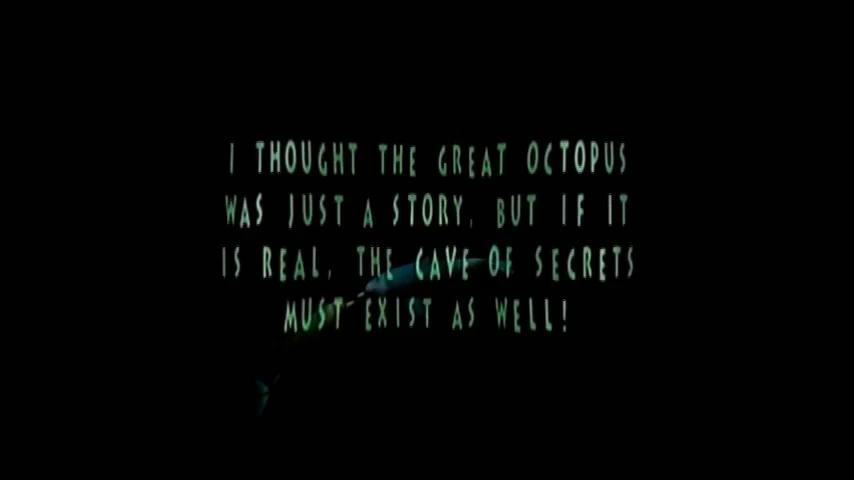 I THOUGHT THE GREAT OCTOPUS
WAS JUST A STORY, BUT IF IT
IS REAL, THE CAVE OF SECRETS
MUST EXIST AS WELL!